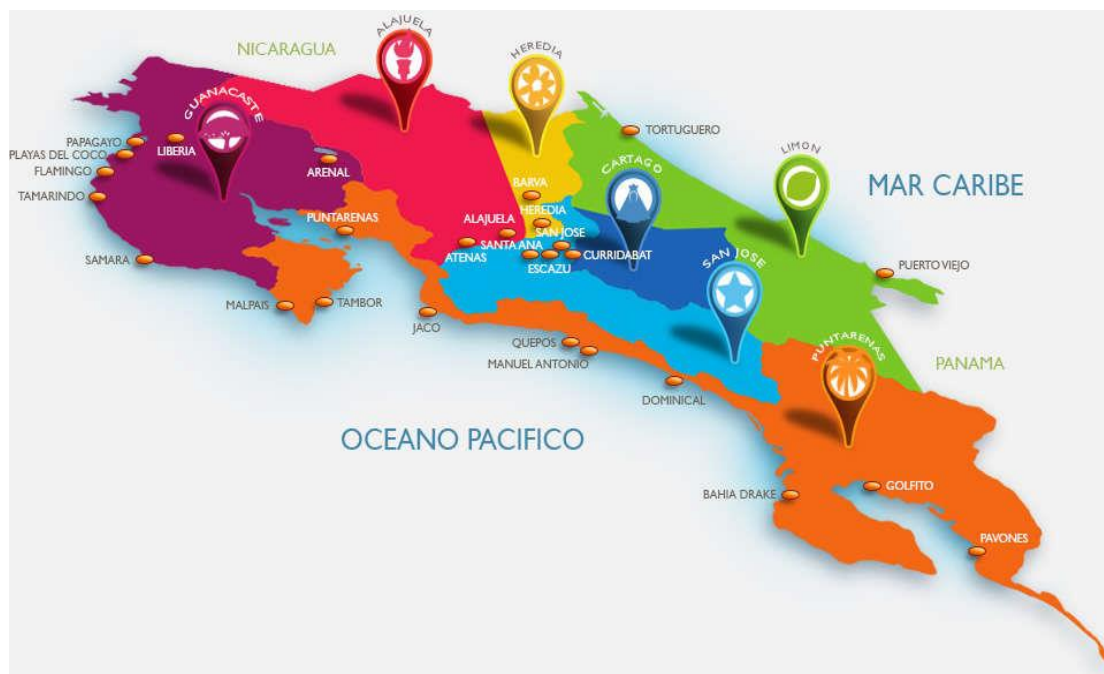 ALAJUELA
NICARAGUA
HEREDIA
GUANACASTE
TORTUGUERO
PAPAGAYO
LIBERIA
PLAYAS DEL COCO
FLAMINGO
ARENAL
CARTAGO
LIMON
MAR CARIBE
TAMARINDO
BARVA
PUNTARENAS
HEREDIA
ALAJUELA
SAN JOSE
SANTA ANA
ATENAS
ESCAZU
CURRIDABAT
SAN JOSE
SAMARA
PUERTO VIEJO
MALPAIS
TAMBOR
JACO
QUEPOS
MANUEL ANTONIO
PUNTARENAS
PANAMA
DOMINICAL
OCEANO PACIFICO
BAHIA DRAKE
GOLFITO
PAVONES